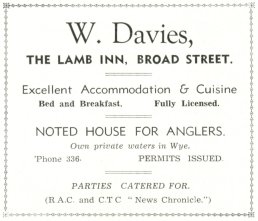 W. Davies,
THE LAMB INN, BROAD STREET.
Excellent Accommodation & Cuisine
Bed and Breakfast. Fully Licensed.
NOTED HOUSE FOR ANGLERS.
Own private waters in Wye.
'Phone 336. PERMITS ISSUED.
PARTIES CATERED FOR.
(R.A.C. and C.T.C "News Chronicle.")